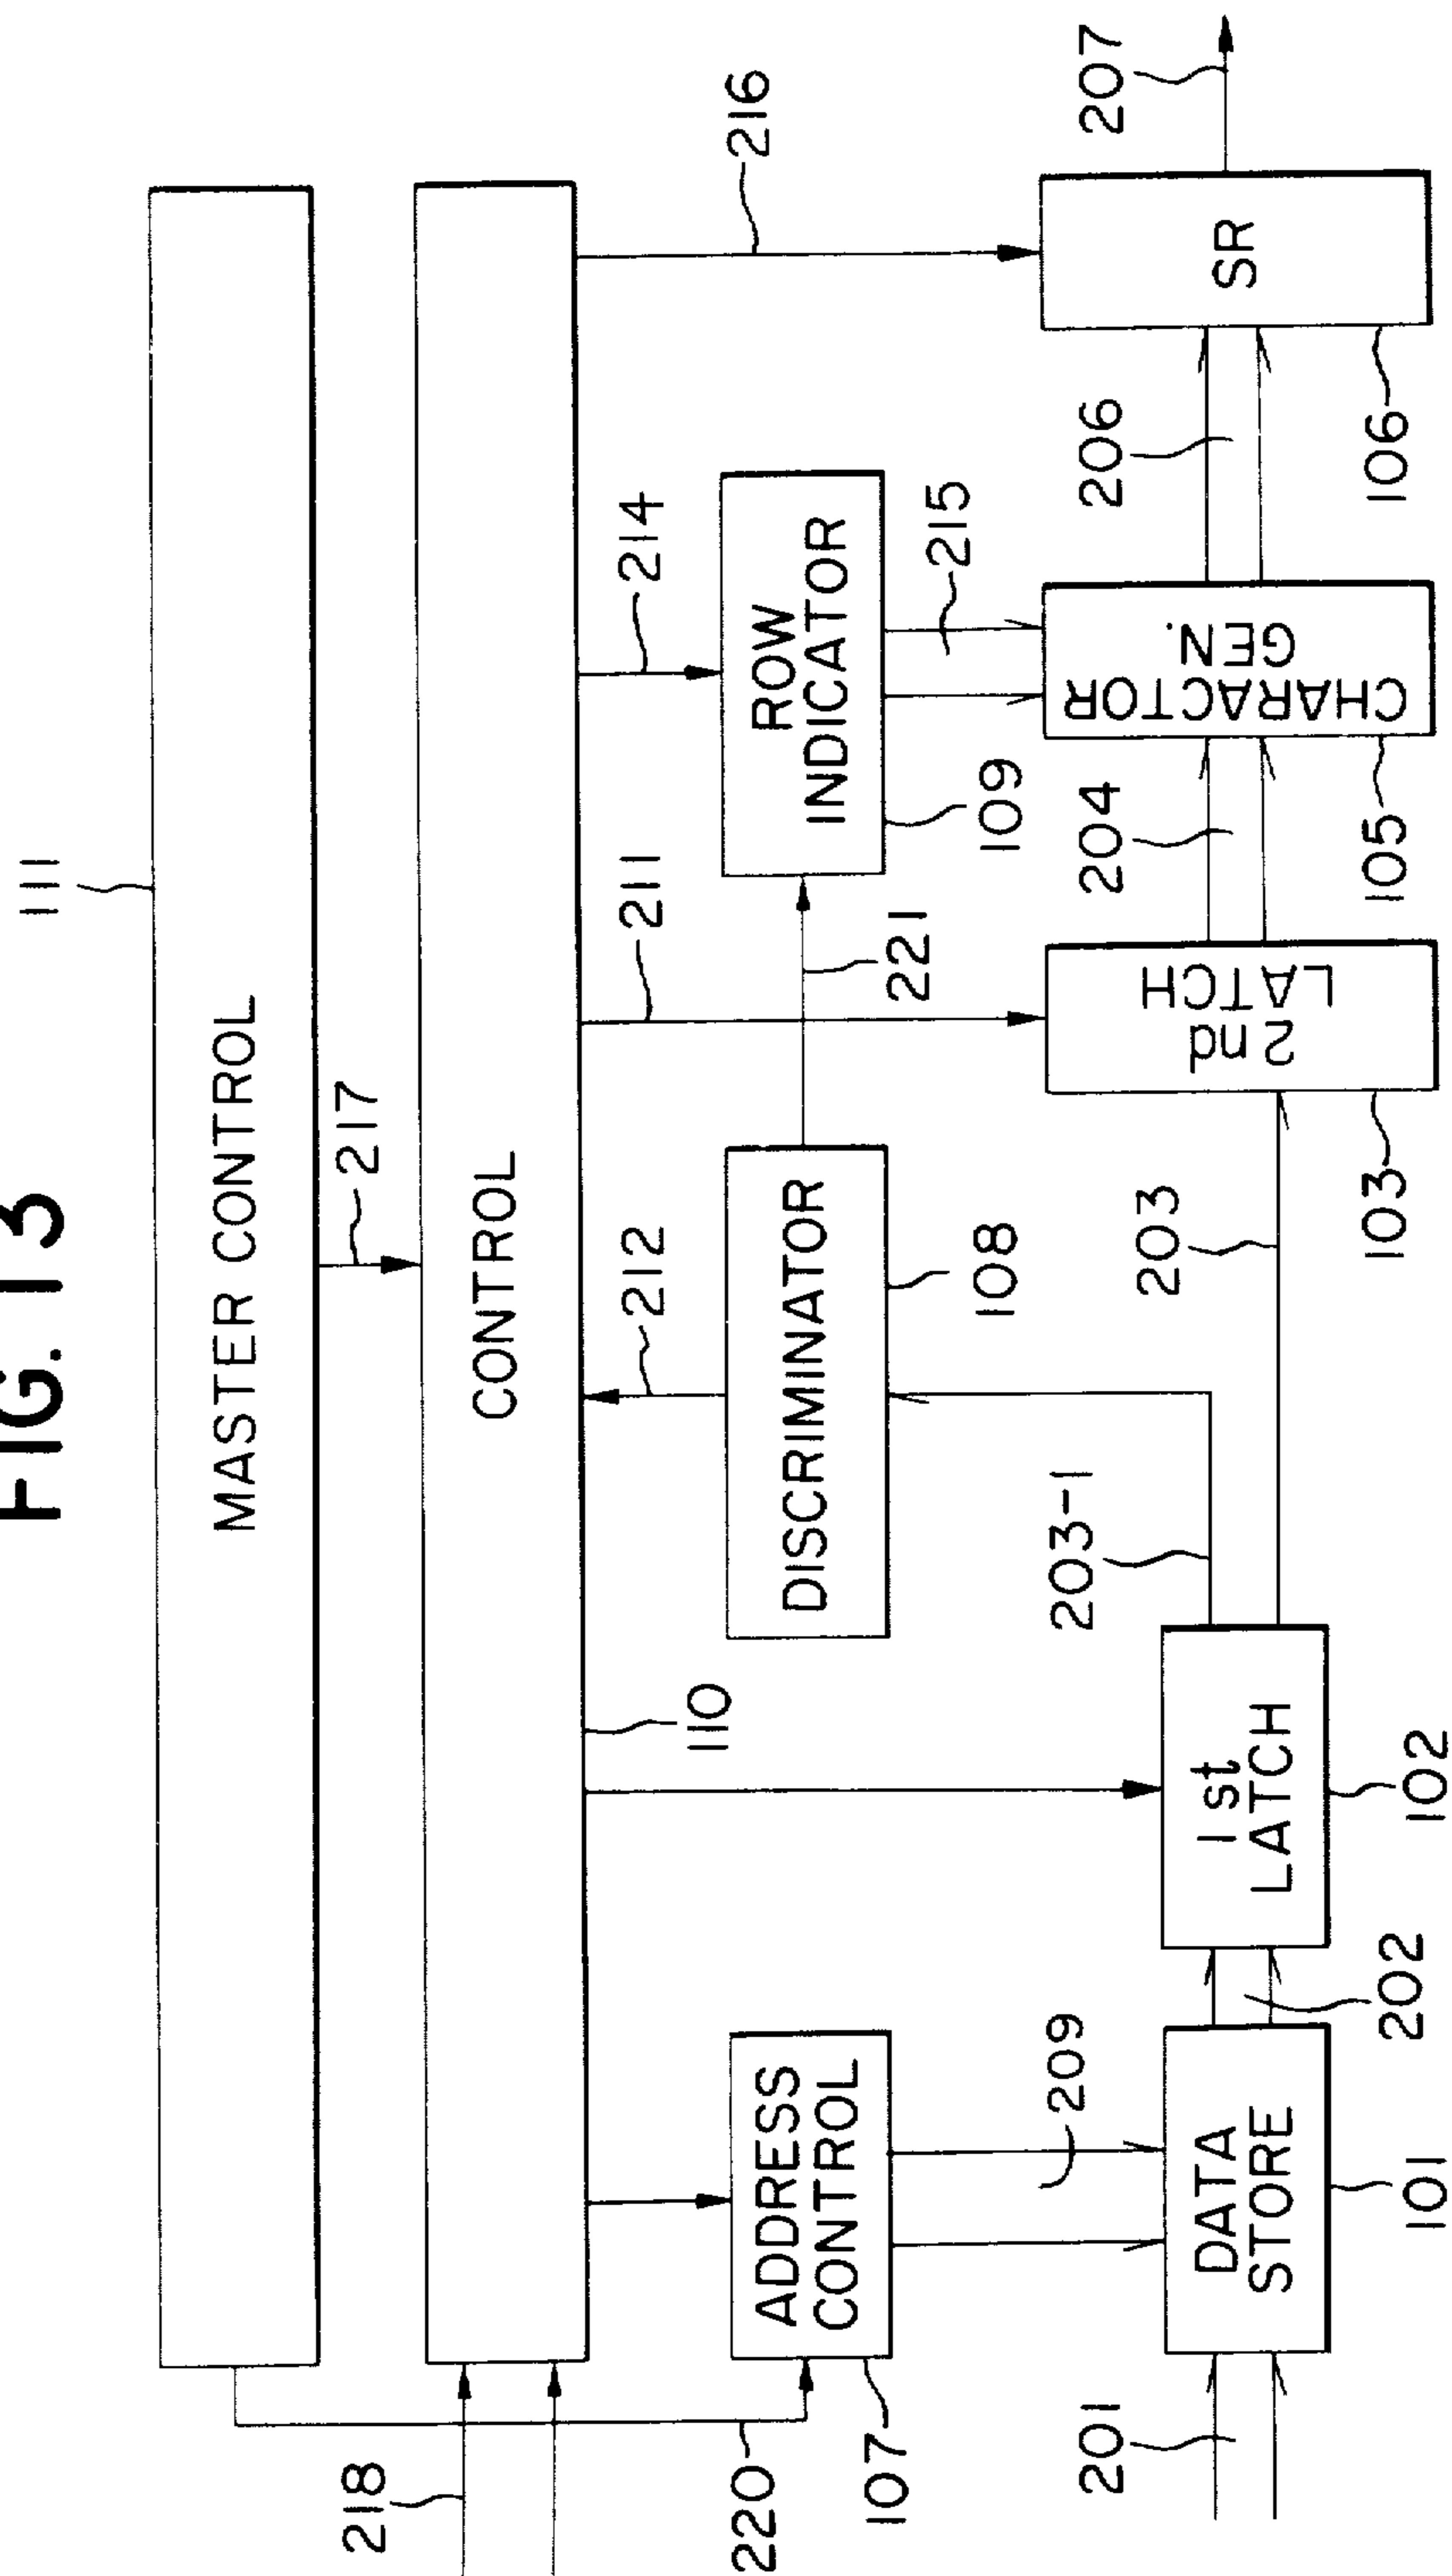 FIG. 13
111
MASTER CONTROL
217
218
CONTROL
110
212
211
214
216
220
ADDRESS
CONTROL
107
DISCRIMINATOR
108
221
ROW
INDICATOR
109
209
203-1
215
201
DATA
STORE
101
202
1st
LATCH
102
203
2nd
LATCH
103
204
CHARACTOR
GEN.
105
206
SR
106
207